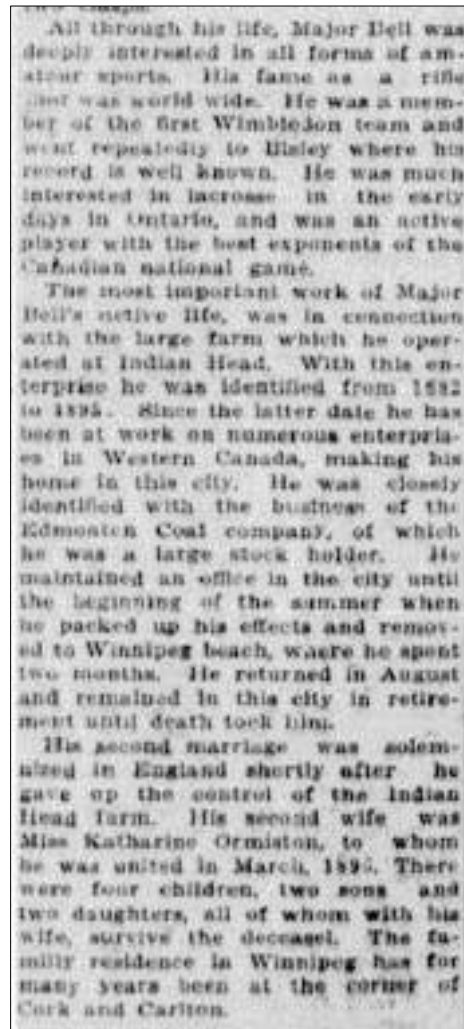 All through his life, Major Bell was
deeply interested in all forms of am-
ateur sports. His fame as a rifle
shot was world wide. He was a mem-
ber of the first Wimbledon team and
went repeatedly to Bisley where his
record is well known. He was much
interested in lacrosse in the early
days in Ontario, and was an active
player with the best exponents of the
Canadian national game.
The most important work of Major
Bell's active life, was in connection
with the large farm which he oper-
ated at Indian Head. With this en-
terprise he was identified from 1882
to 1895. Since the latter date he has
been at work on numerous enterpris-
es in Western Canada, making his
home in this city. He was closely
identified with the business of the
Edmonton Coal company, of which
he was a large stock holder. He
maintained an office in the city until
the beginning of the summer when
he packed up his effects and remov-
ed to Winnipeg beach, where he spent
two months. He returned in August
and remained in this city in retire-
ment until death took him.
His second marriage was solem-
nized in England shortly after he
gave up the control of the Indian
Head farm. His second wife was
Miss Katharine Ormiston, to whom
he was united in March, There
were four children, two sons and
two daughters, all of whom with his
wife, survive the deceasel. The fa-
milly residence in Winnipeg has for
many years been at the corner of
Cork and Carlton.